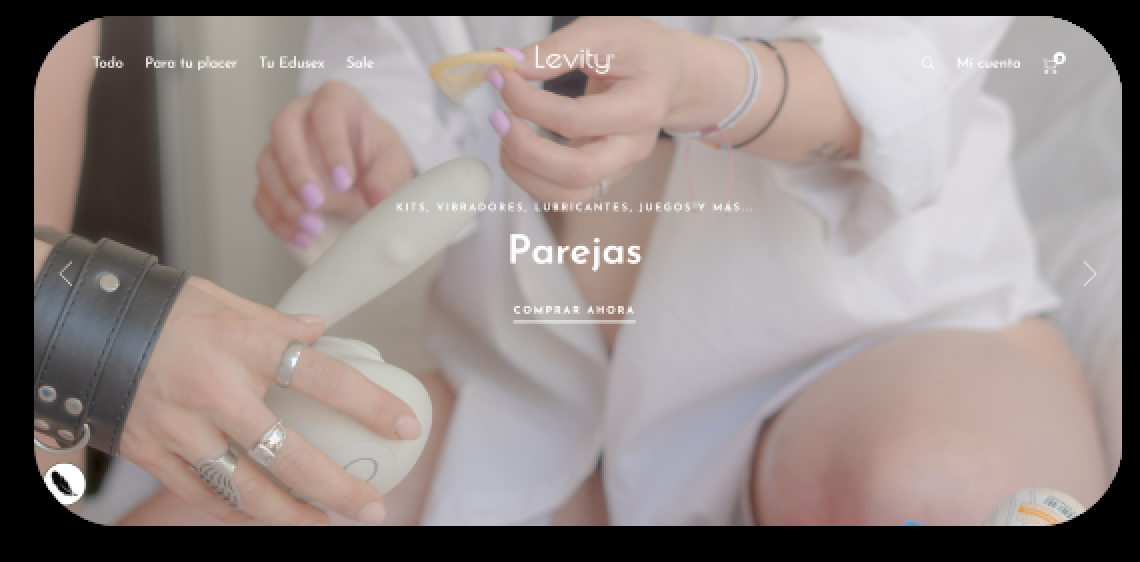 Todo Para tu placer Tu Edusex Sale Levity Mi cuenta 0
KITS, VIBRADORES, LUBRICANTES, JUEGOS Y MÁS...
Parejas
COMPRAR AHORA